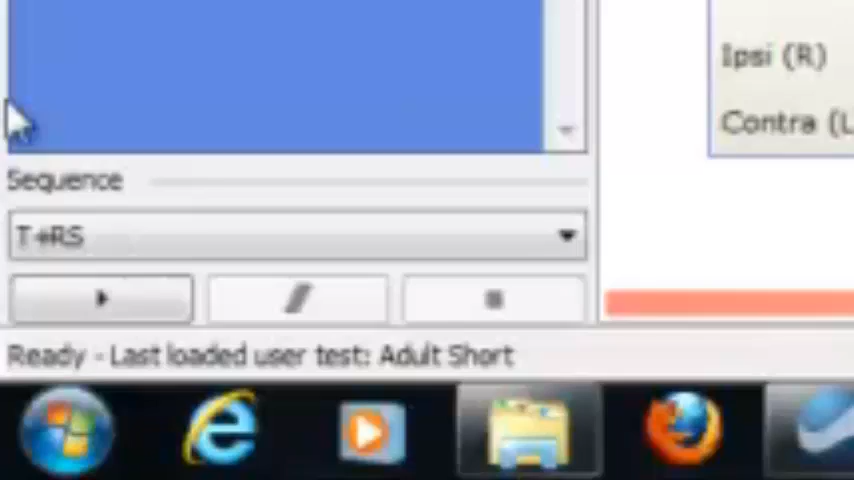 Ipsi (R)
Contra (L
Sequence
T+RS
Ready - Last loaded user test: Adult Short